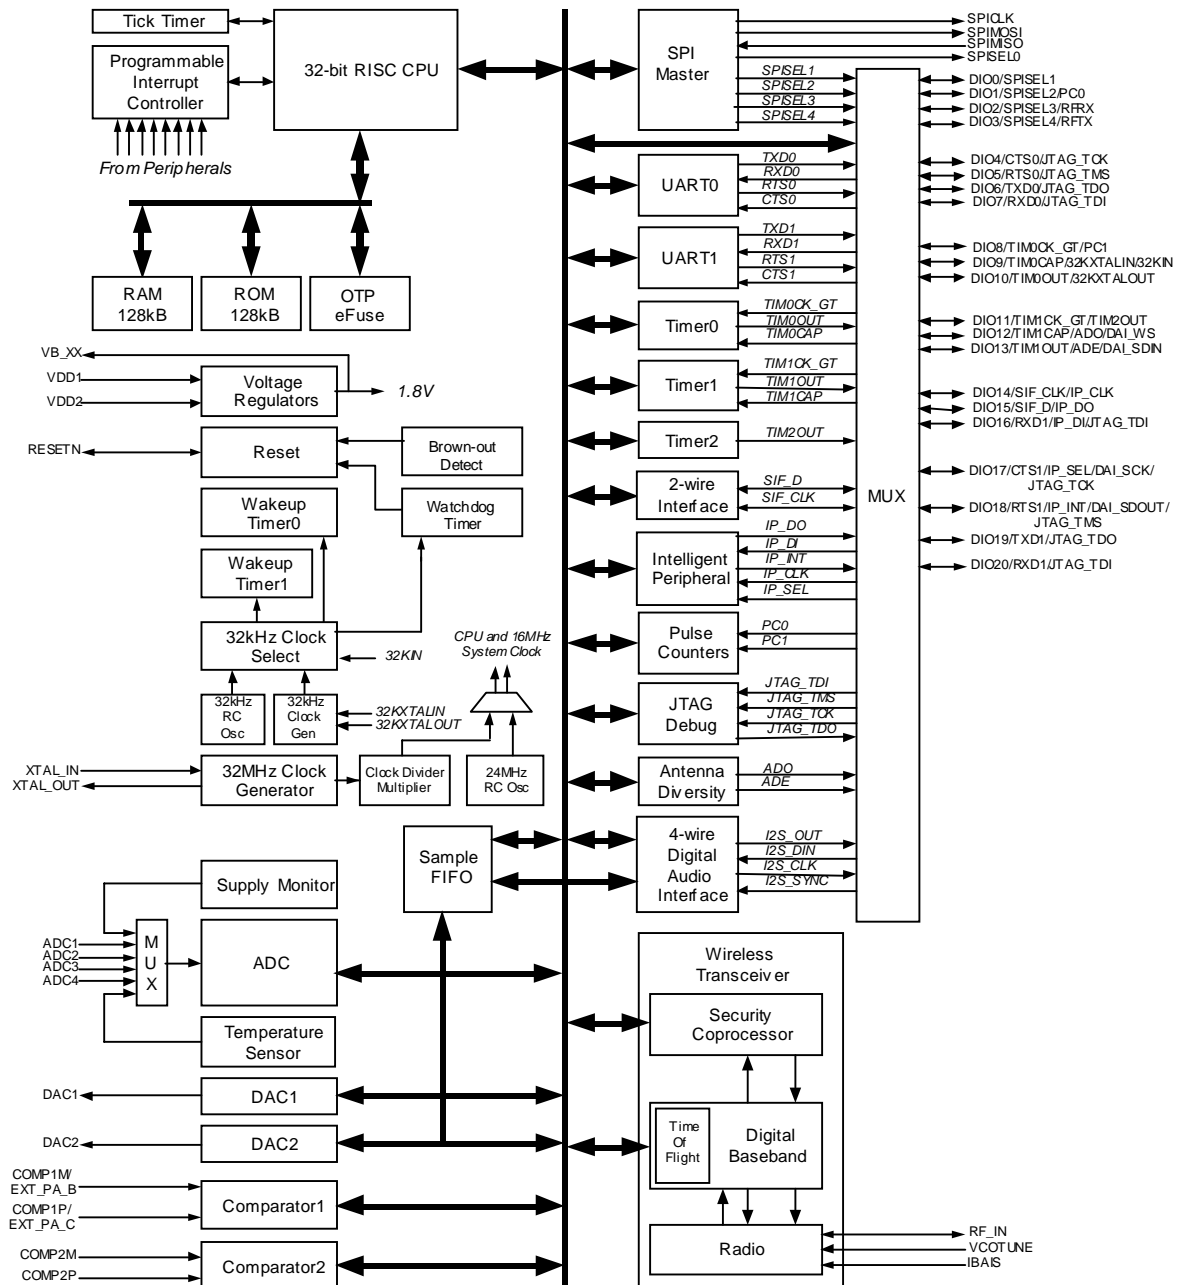 Tick Timer
Programmable
Interrupt
Controller
From Peripherals
32-bit RISC CPU
RAM
128kB
ROM
128kB
OTP
eFuse
VB_XX
VDD1
VDD2
Voltage
Regulators
1.8V
RESETN
Reset
Brown-out
Detect
Wakeup
Timer0
Watchdog
Timer
Wakeup
Timer1
32kHz Clock
Select
32KIN
32kHz
RC
Osc
32kHz
Clock
Gen
32KXTALIN
32KXTALOUT
CPU and 16MHz
System Clock
XTAL_IN
XTAL_OUT
32MHz Clock
Generator
Clock Divider
Multiplier
24MHz
RC Osc
Sample
FIFO
Supply Monitor
ADC1
ADC2
ADC3
ADC4
M
U
X
ADC
Temperature
Sensor
DAC1
DAC1
DAC2
DAC2
COMP1M/
EXT_PA_B
COMP1P/
EXT_PA_C
Comparator1
COMP2M
COMP2P
Comparator2
SPI
Master
SPICLK
SPIMOSI
SPIMISO
SPISEL0
SPISEL1
SPISEL2
SPISEL3
SPISEL4
UART0
TXD0
RXD0
RTS0
CTS0
UART1
TXD1
RXD1
RTS1
CTS1
Timer0
TIM0CK_GT
TIM0OUT
TIM0CAP
Timer1
TIM1CK_GT
TIM1OUT
TIM1CAP
Timer2
TIM2OUT
2-wire
Interface
SIF_D
SIF_CLK
Intelligent
Peripheral
IP_DO
IP_DI
IP_INT
IP_CLK
IP_SEL
Pulse
Counters
PC0
PC1
JTAG
Debug
JTAG_TDI
JTAG_TMS
JTAG_TCK
JTAG_TDO
Antenna
Diversity
ADO
ADE
4-wire
Digital
Audio
Interface
I2S_OUT
I2S_DIN
I2S_CLK
I2S_SYNC
MUX
DIO0/SPISEL1
DIO1/SPISEL2/PC0
DIO2/SPISEL3/RFRX
DIO3/SPISEL4/RFTX
DIO4/CTS0/JTAG_TCK
DIO5/RTS0/JTAG_TMS
DIO6/TXD0/JTAG_TDO
DIO7/RXD0/JTAG_TDI
DIO8/TIM0CK_GT/PC1
DIO9/TIM0CAP/32KXTALIN/32KIN
DIO10/TIM0OUT/32KXTALOUT
DIO11/TIM1CK_GT/TIM2OUT
DIO12/TIM1CAP/ADO/DAI_WS
DIO13/TIM1OUT/ADE/DAI_SDIN
DIO14/SIF_CLK/IP_CLK
DIO15/SIF_D/IP_DO
DIO16/RXD1/IP_DI/JTAG_TDI
DIO17/CTS1/IP_SEL/DAI_SCK/
JTAG_TCK
DIO18/RTS1/IP_INT/DAI_SDOUT/
JTAG_TMS
DIO19/TXD1/JTAG_TDO
DIO20/RXD1/JTAG_TDI
Wireless
Transceiver
Security
Coprocessor
Time
Of
Flight
Digital
Baseband
Radio
RF_IN
VCOTUNE
IBAIS